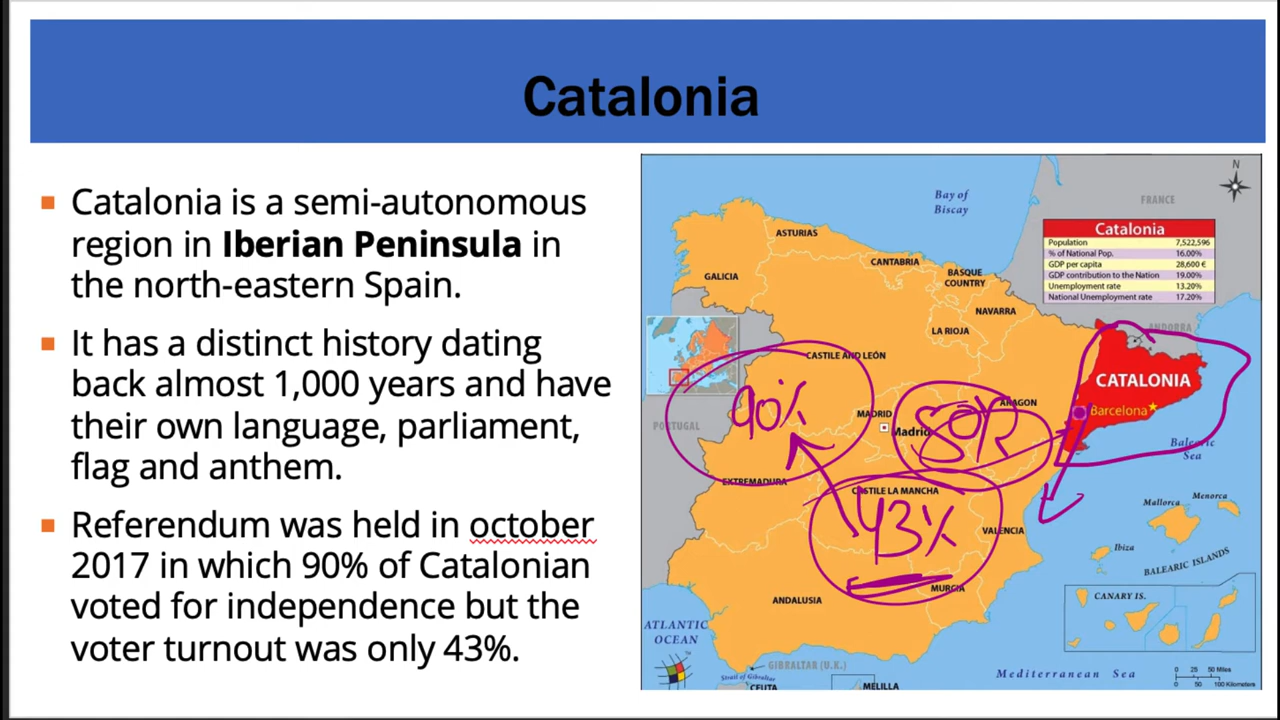 Catalonia
Catalonia is a semi-autonomous
region in Iberian Peninsula in
the north-eastern Spain.
It has a distinct history dating
back almost 1,000 years and have
their own language, parliament,
flag and anthem.
Referendum was held in october
2017 in which 90% of Catalonian
voted for independence but the
voter turnout was only 43%.
N
Bay of
Biscay
FRANCE
Catalonia
Population 7,522,596
% of National Pop. 16.00%
GDP per capita 28,600 €
GDP contribution to the Nation 19.00%
Unemployment rate 13.20%
National Unemployment rate 17.20%
ASTURIAS
CANTABRIA
BASQUE
COUNTRY
GALICIA
NAVARRA
LA RIOJA
ANDORRA
CASTILE AND LEÓN
CATALONIA
Barcelona
ARAGON
MADRID
Madrid
PORTUGAL
90%
Balearic
Sea
EXTREMADURA
CASTILE LA MANCHA
43%
VALENCIA
Mallorca
Menorca
Ibiza
BALEARIC ISLANDS
MURCIA
ANDALUSIA
CANARY IS.
ATLANTIC
OCEAN
GIBRALTAR (U.K.)
Strait of Gibraltar
CEUTA
MELILLA
Mediterranean Sea
0 25 50 Miles
0 50 100 Kilometers